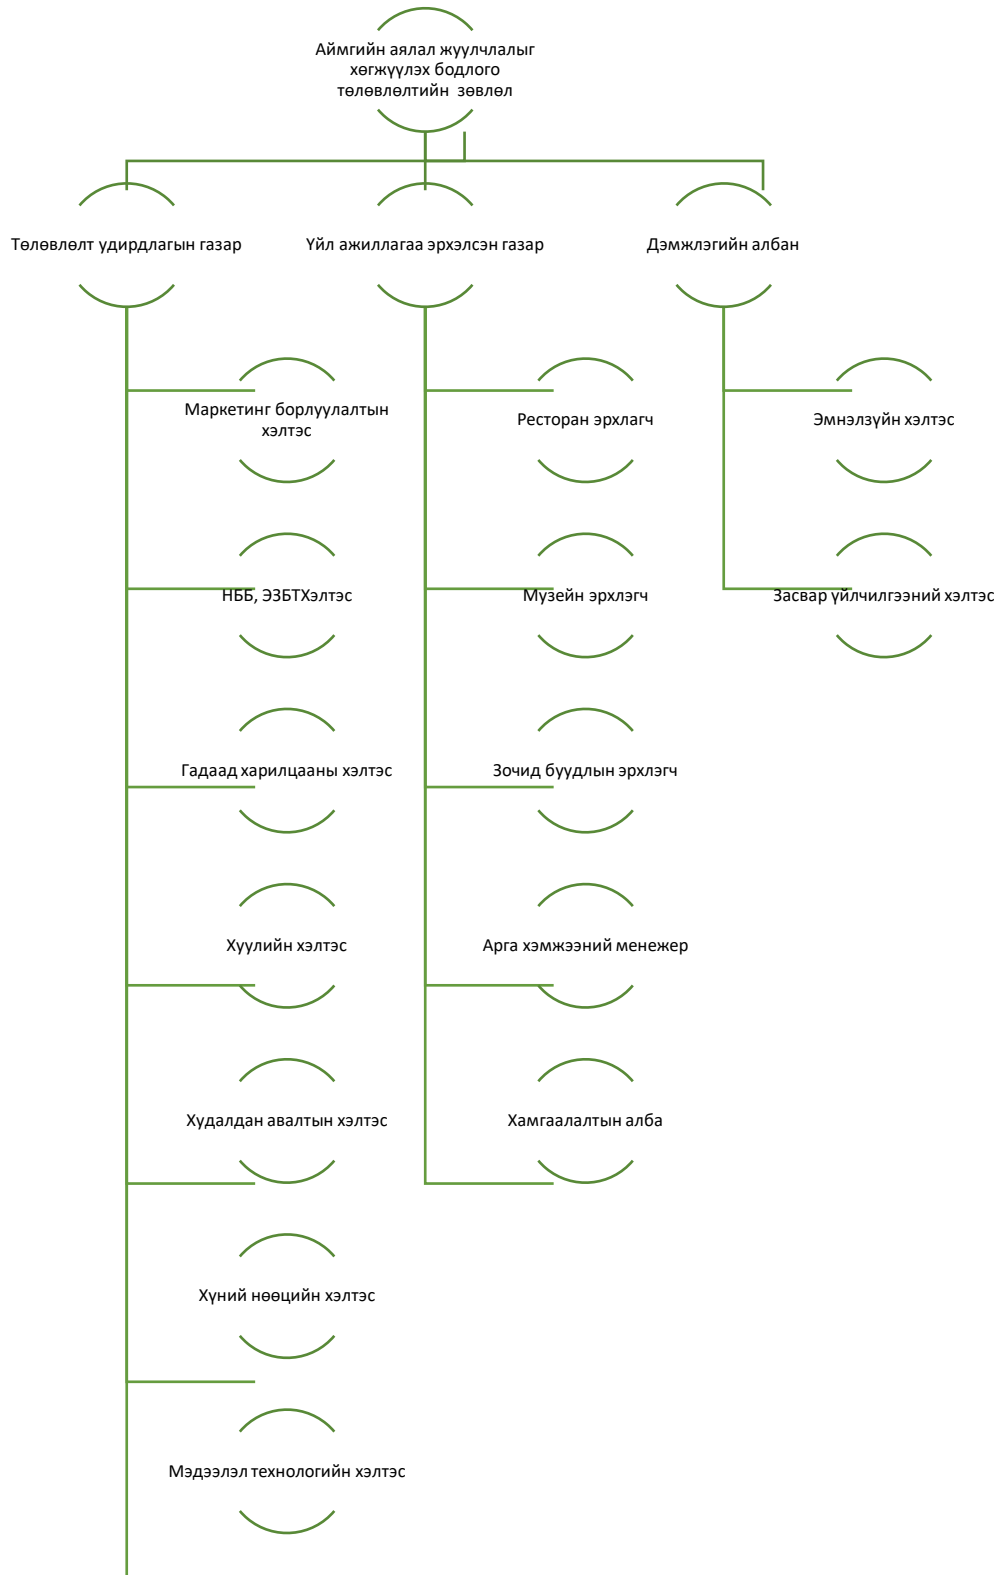 Аймгийн аялал жуулчлалыг
хөгжүүлэх бодлого
төлөвлөлтийн зөвлөл
Төлөвлөлт удирдлагын газар
Үйл ажиллагаа эрхэлсэн газар
Дэмжлэгийн албан
Маркетинг борлуулалтын
хэлтэс
Ресторан эрхлагч
Эмнэлзүйн хэлтэс
НББ, ЭЗБТХэлтэс
Музейн эрхлэгч
Засвар үйлчилгээний хэлтэс
Гадаад харилцааны хэлтэс
Зочид буудлын эрхлэгч
Хуулийн хэлтэс
Арга хэмжээний менежер
Худалдан авалтын хэлтэс
Хамгаалалтын алба
Хүний нөөцийн хэлтэс
Мэдээлэл технологийн хэлтэс